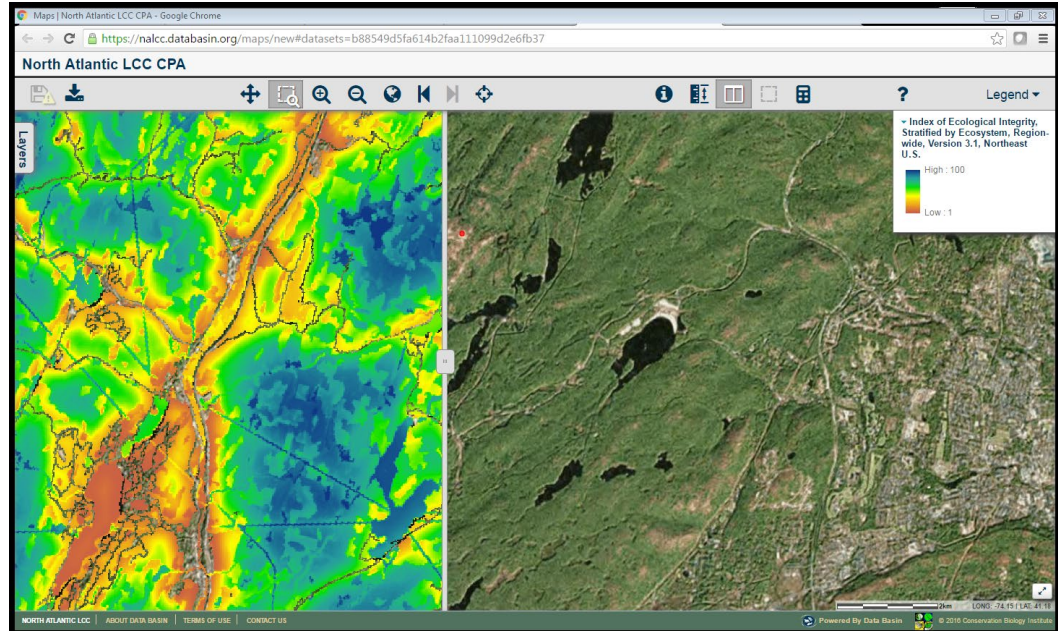 Maps | North Atlantic LCC CPA - Google Chrome
https://nalcc.databasin.org/maps/new#datasets=b88549d5fa614b2faa111099d2e6fb37
North Atlantic LCC CPA
? Legend
Layers
Index of Ecological Integrity,
Stratified by Ecosystem, Region-
wide, Version 3.1, Northeast
U.S.
High : 100
Low : 1
2km LONG: -74.15 | LAT: 41.18
NORTH ATLANTIC LCC | ABOUT DATA BASIN | TERMS OF USE | CONTACT US Powered By Data Basin © 2016 Conservation Biology Institute